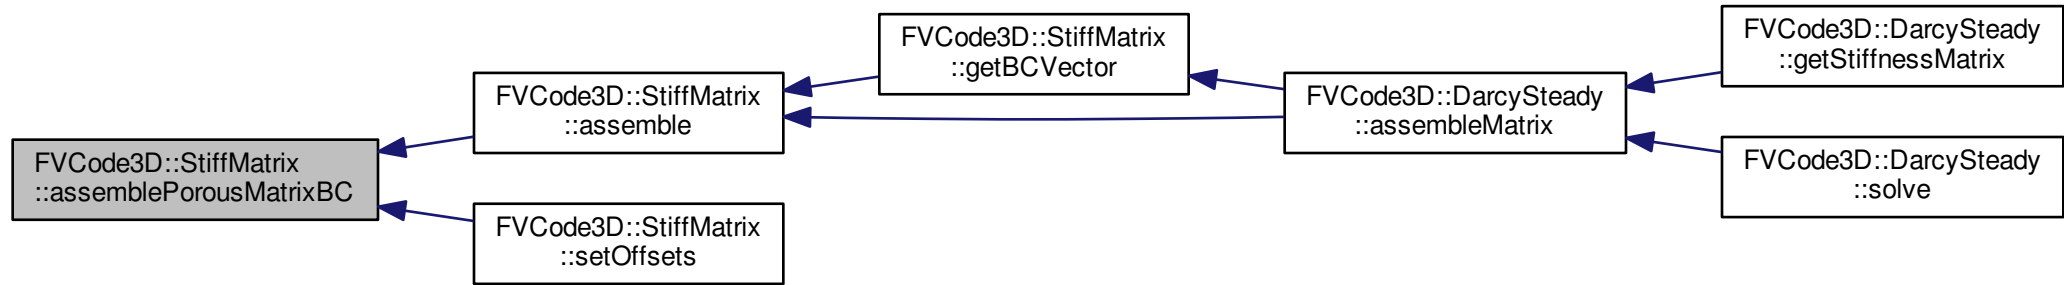 FVCode3D::StiffMatrix
::assemblePorousMatrixBC
FVCode3D::StiffMatrix
::assemble
FVCode3D::StiffMatrix
::setOffsets
FVCode3D::StiffMatrix
::getBCVector
FVCode3D::DarcySteady
::assembleMatrix
FVCode3D::DarcySteady
::getStiffnessMatrix
FVCode3D::DarcySteady
::solve